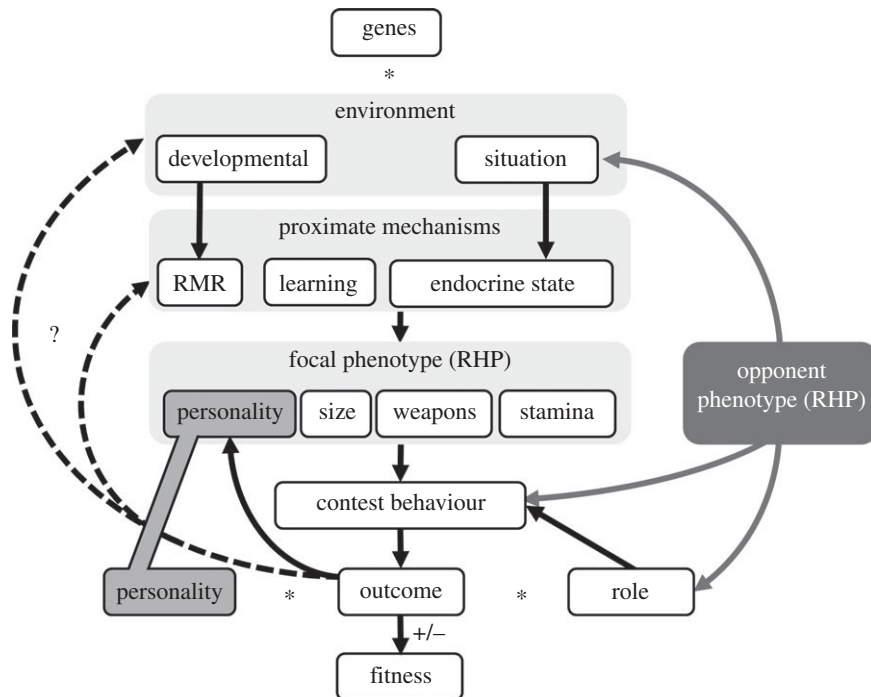 genes
*
environment
developmental
situation
proximate mechanisms
RMR
learning
endocrine state
?
focal phenotype (RHP)
personality
size
weapons
stamina
opponent
phenotype (RHP)
contest behaviour
personality
*
outcome
*
role
+/–
fitness